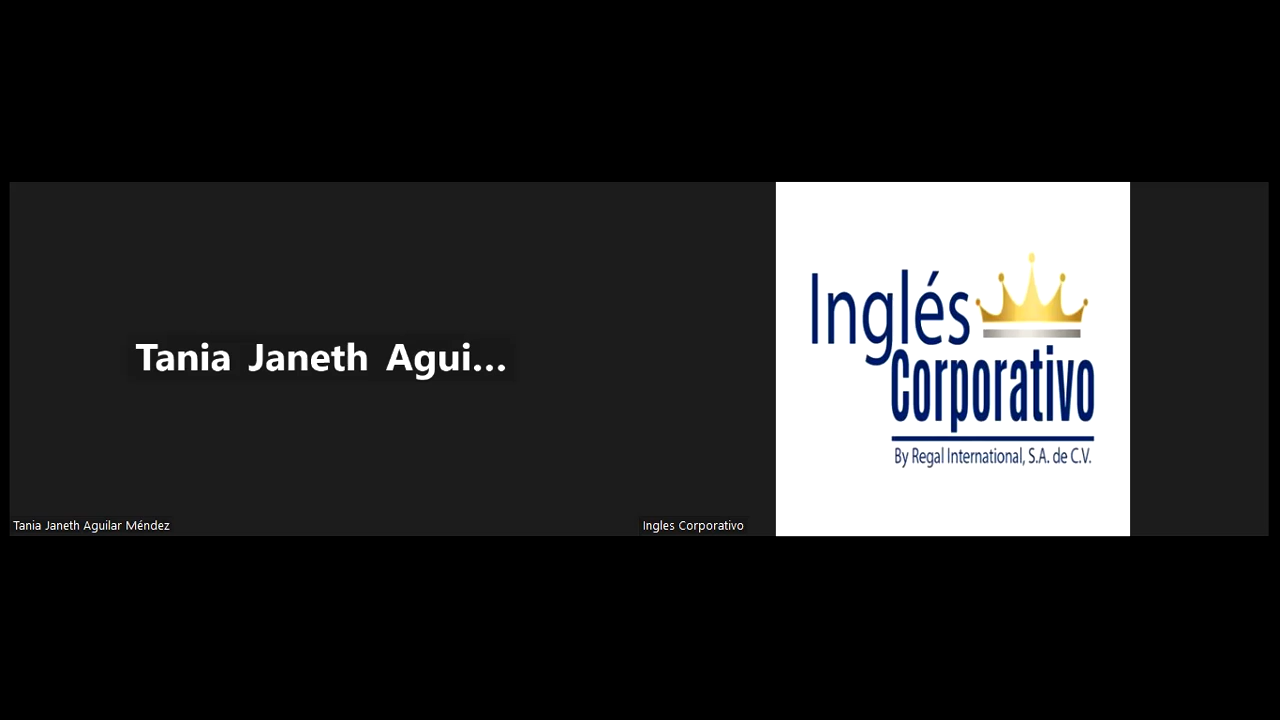 Tania Janeth Agui...
Tania Janeth Aguilar Méndez
Inglés
Corporativo
By Regal International, S.A. de C.V.
Ingles Corporativo